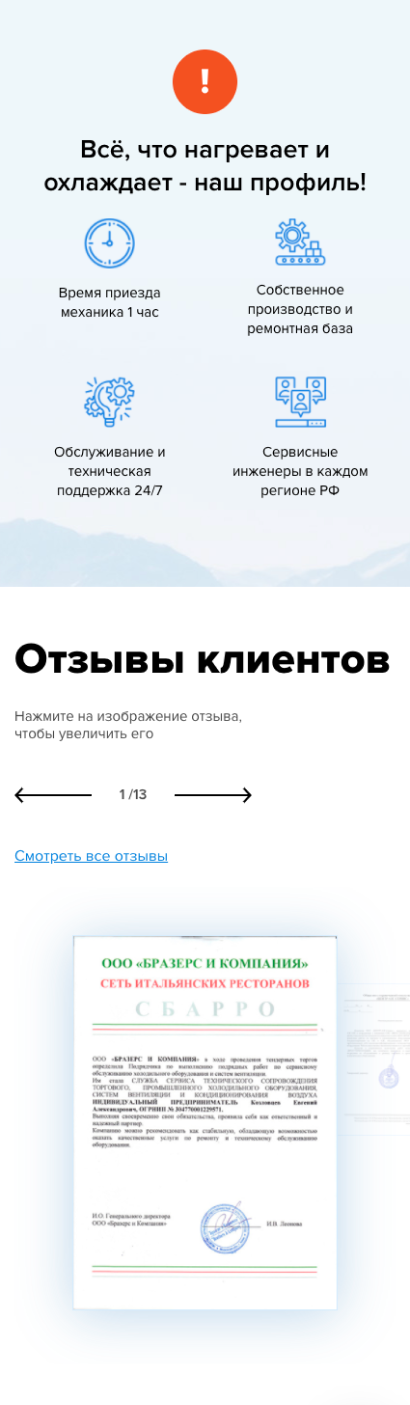 !
Всё, что нагревает и
охлаждает - наш профиль!
Время приезда
механика 1 час
Собственное
производство и
ремонтная база
Обслуживание и
техническая
поддержка 24/7
Сервисные
инженеры в каждом
регионе РФ
Отзывы клиентов
Нажмите на изображение отзыва,
чтобы увеличить его
1 /13
Смотреть все отзывы
ООО «БРАЗЕРС И КОМПАНИЯ»
СЕТЬ ИТАЛЬЯНСКИХ РЕСТОРАНОВ
СБАРРО
ООО «БРАЗЕРС И КОМПАНИЯ» в ходе проведения тендерных торгов
определила Подрядчика по выполнению подрядных работ по сервисному
обслуживанию холодильного оборудования и систем вентиляции.
Им стала СЛУЖБА СЕРВИСА ТЕХНИЧЕСКОГО СОПРОВОЖДЕНИЯ
ТОРГОВОГО, ПРОМЫШЛЕННОГО ХОЛОДИЛЬНОГО ОБОРУДОВАНИЯ,
СИСТЕМ ВЕНТИЛЯЦИИ И КОНДИЦИОНИРОВАНИЯ ВОЗДУХА
ИНДИВИДУАЛЬНЫЙ ПРЕДПРИНИМАТЕЛЬ Козловцев Евгений
Александрович, ОГРНИП №
Выполняя своевременно свои обязательства, проявила себя как ответственный и
надежный партнер.
Компанию можно рекомендовать как стабильную, обладающую возможностью
оказать качественные услуги по ремонту и техническому обслуживанию
оборудования.
И.О. Генерального директора
ООО «Бразерс и Компания»
И.В.